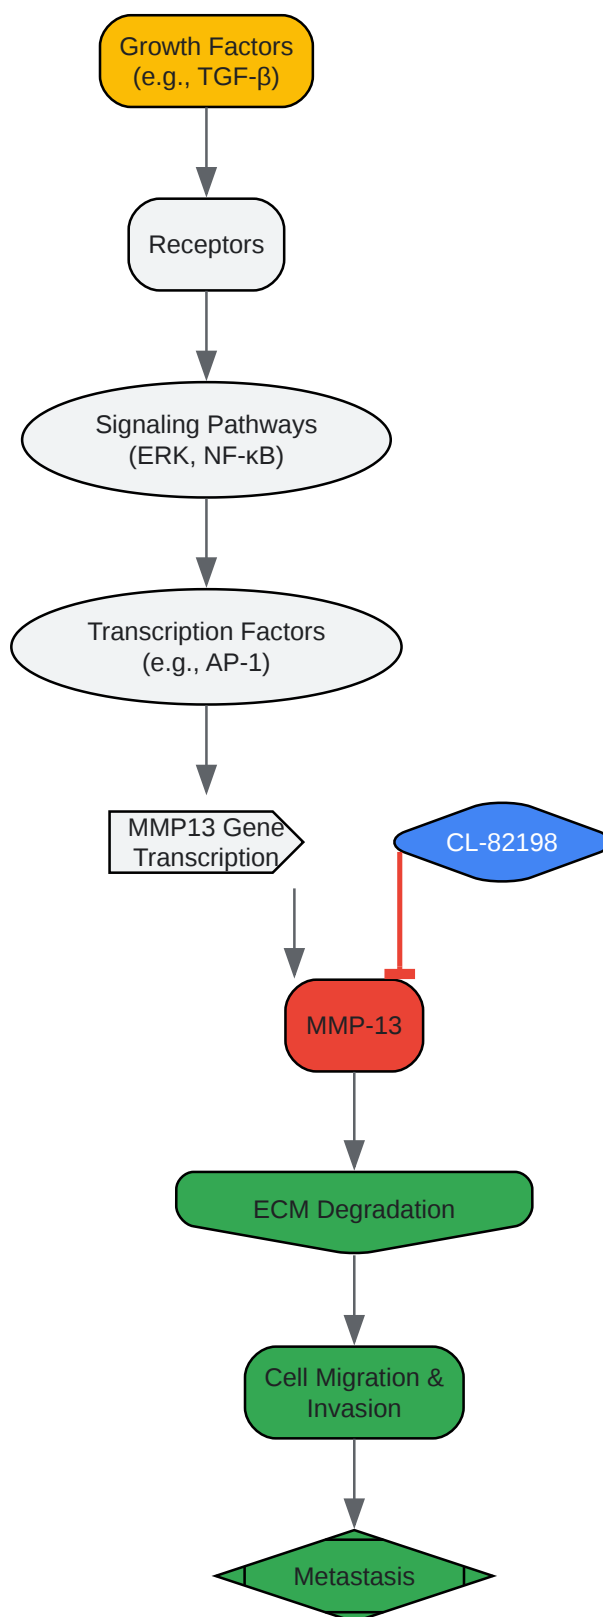 Growth Factors
(e.g., TGF-β)
Receptors
Signaling Pathways
(ERK, NF-κB)
Transcription Factors
(e.g., AP-1)
MMP13 Gene
Transcription
CL-82198
MMP-13
ECM Degradation
Cell Migration &
Invasion
Metastasis